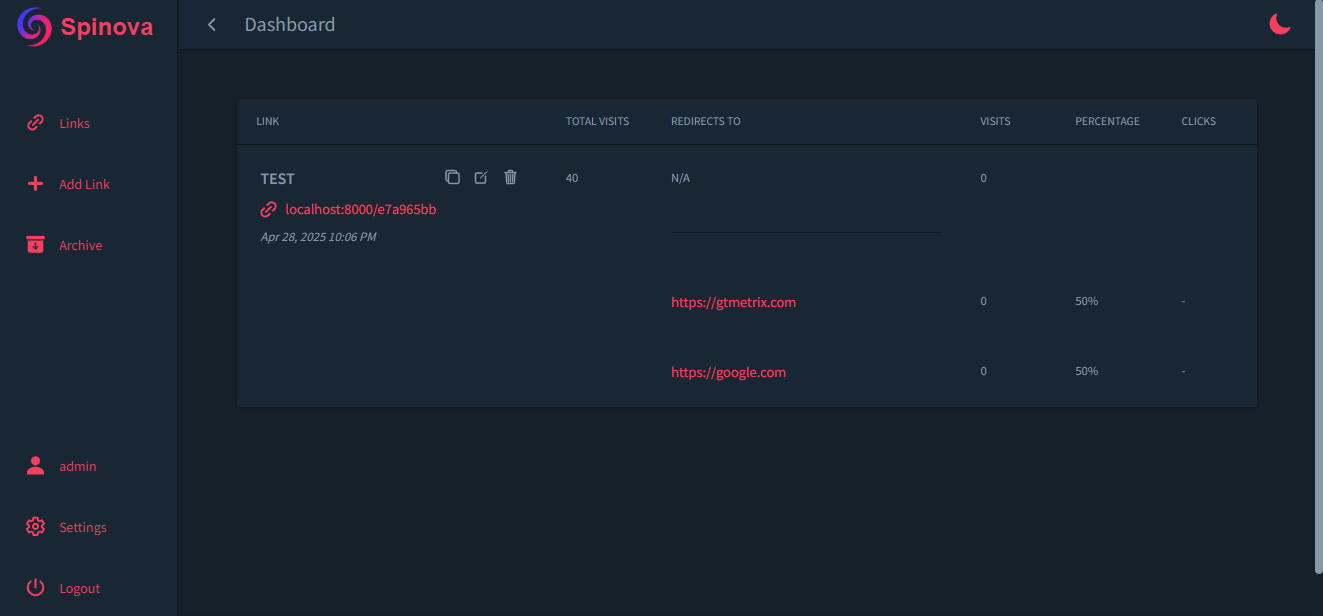 Spinova
Dashboard
Links
Add Link
Archive
admin
Settings
Logout
LINK TOTAL VISITS REDIRECTS TO VISITS PERCENTAGE CLICKS
TEST 40 N/A 0
localhost:8000/e7a965bb
Apr 28, 2025 10:06 PM
https://gtmetrix.com 0 50% -
https://google.com 0 50% -